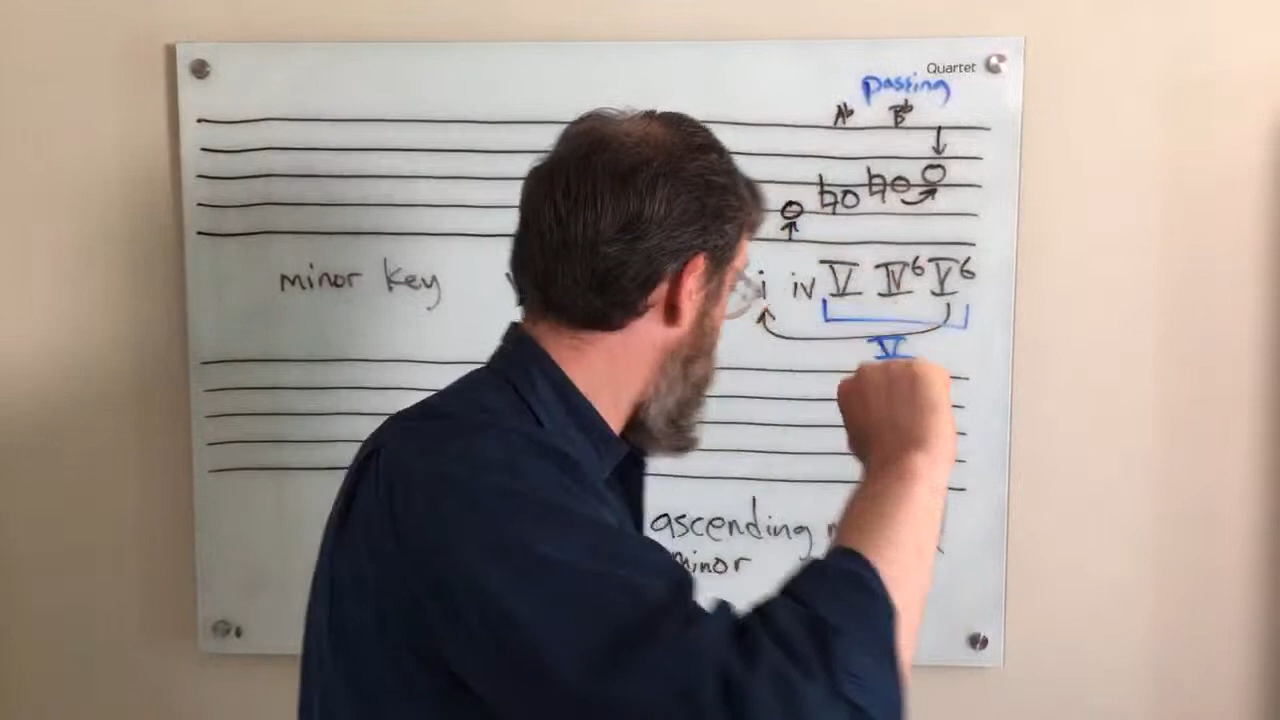 Quartet
passing
A♭ B♭
minor key
i iv V IV⁶ V⁶
V
ascending
minor